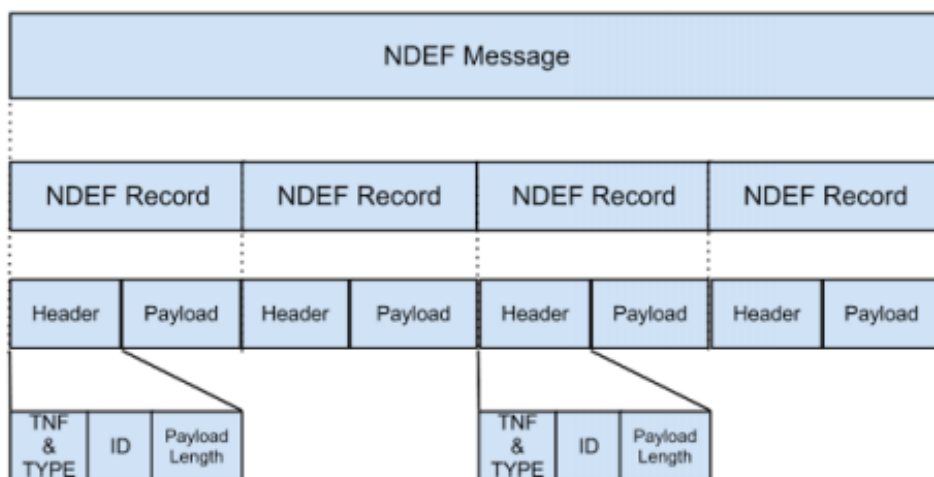 NDEF Message
NDEF Record NDEF Record NDEF Record NDEF Record
Header Payload Header Payload Header Payload Header Payload
TNF & TYPE ID Payload Length TNF & TYPE ID Payload Length